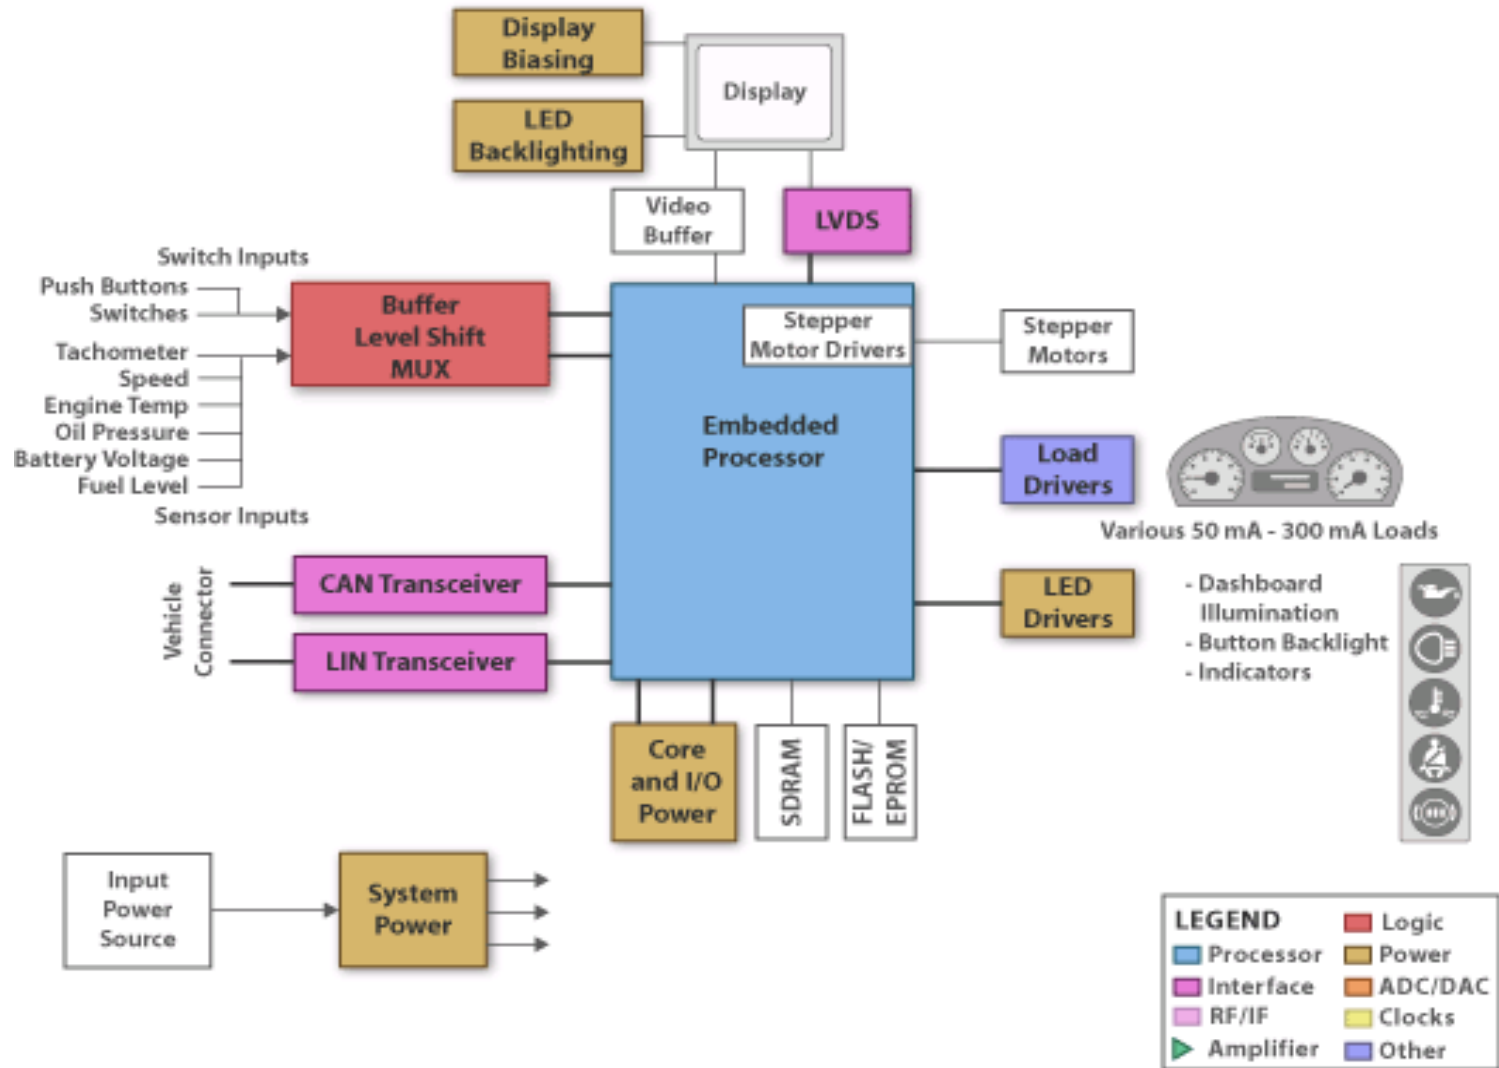 Display
Biasing
LED
Backlighting
Display
Video
Buffer
LVDS
Switch Inputs
Push Buttons
Switches
Tachometer
Speed
Engine Temp
Oil Pressure
Battery Voltage
Fuel Level
Sensor Inputs
Buffer
Level Shift
MUX
Stepper
Motor Drivers
Stepper
Motors
Embedded
Processor
Load
Drivers
Various 50 mA - 300 mA Loads
Vehicle
Connector
CAN Transceiver
LIN Transceiver
LED
Drivers
- Dashboard
Illumination
- Button Backlight
- Indicators
Core
and I/O
Power
SDRAM
FLASH/
EPROM
Input
Power
Source
System
Power
LEGEND
Processor
Interface
RF/IF
Amplifier
Logic
Power
ADC/DAC
Clocks
Other